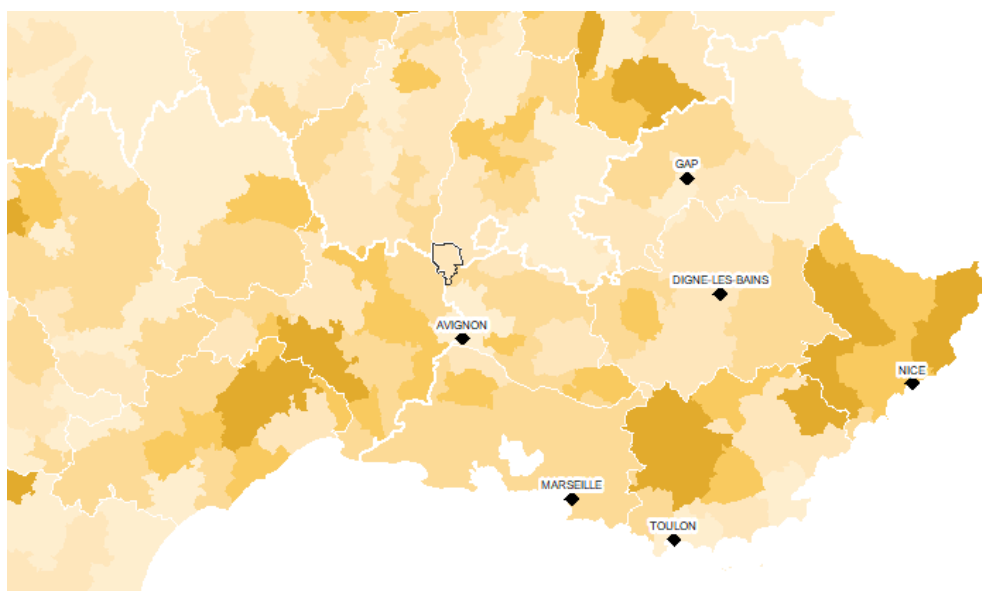 GAP
DIGNE-LES-BAINS
AVIGNON
NICE
MARSEILLE
TOULON